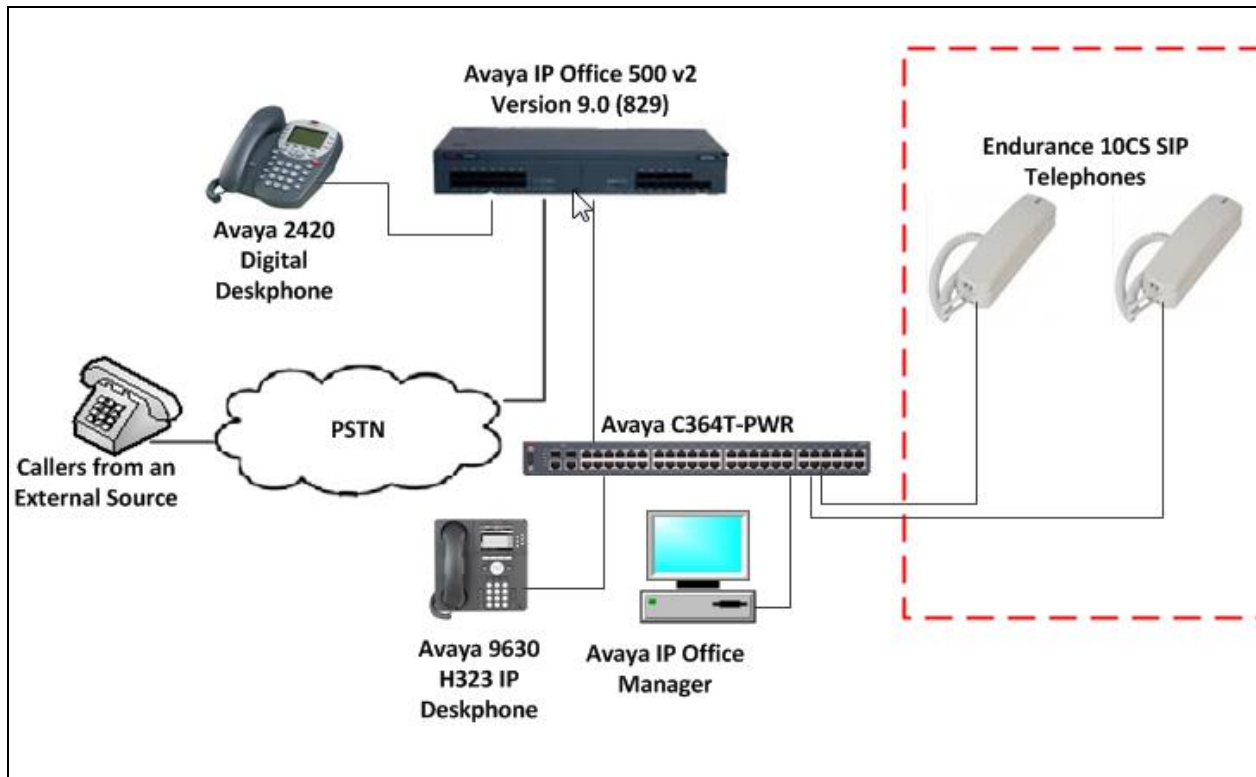 Avaya IP Office 500 v2
Version 9.0 (829)
Endurance 10CS SIP
Telephones
Avaya 2420
Digital
Deskphone
PSTN
Avaya C364T-PWR
Callers from an
External Source
Avaya 9630
H323 IP
Deskphone
Avaya IP Office
Manager